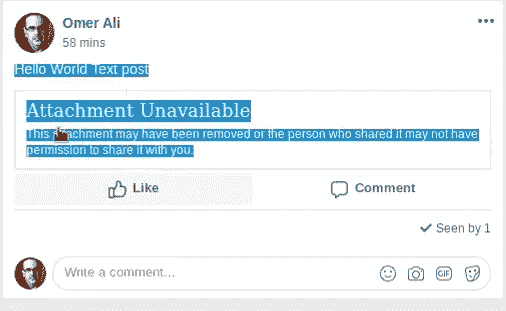 Omer Ali
58 mins
Hello World Text post
Attachment Unavailable
This attachment may have been removed or the person who shared it may not have
permission to share it with you.
Like
Comment
Seen by 1
Write a comment...
GIF